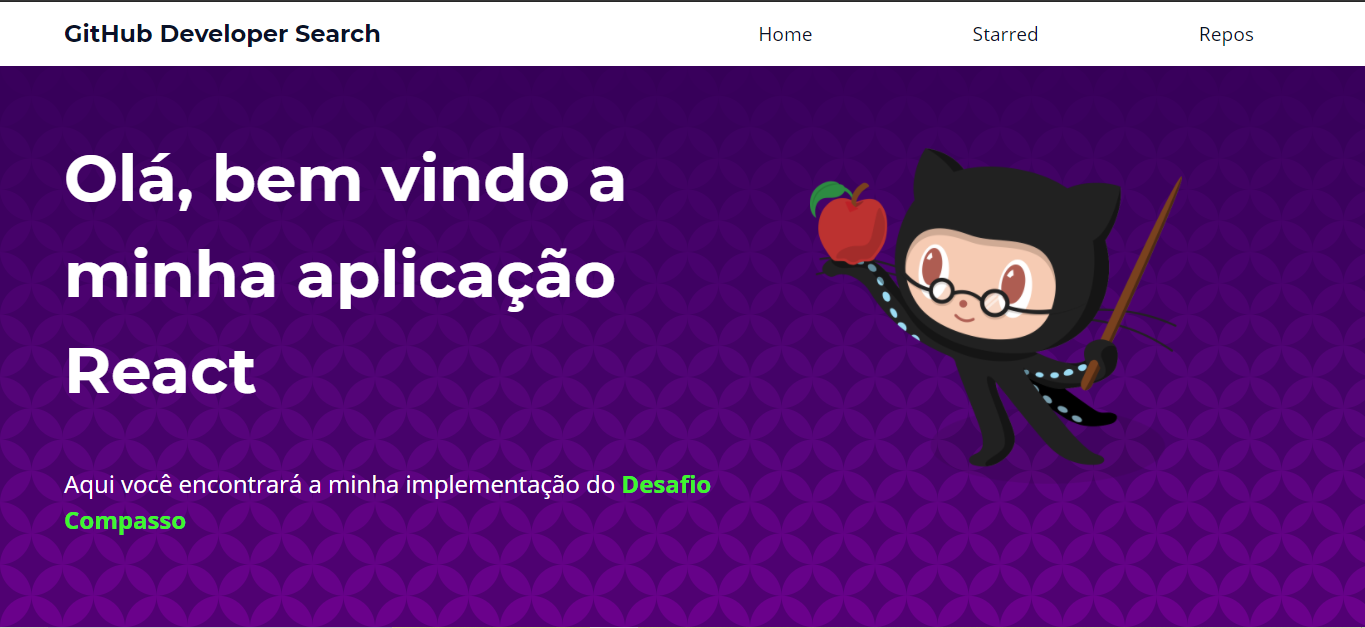 GitHub Developer Search
Home
Starred
Repos
Olá, bem vindo a
minha aplicação
React
Aqui você encontrará a minha implementação do Desafio
Compasso